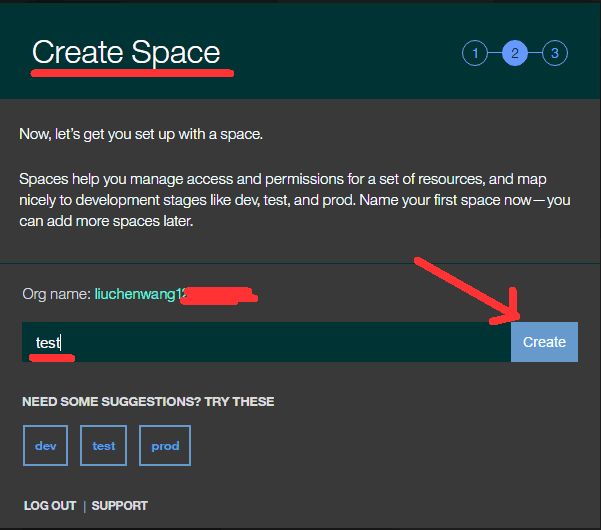 Create Space
1 2 3
Now, let's get you set up with a space.
Spaces help you manage access and permissions for a set of resources, and map
nicely to development stages like dev, test, and prod. Name your first space now—you
can add more spaces later.
Org name: liuchenwang1
test
Create
NEED SOME SUGGESTIONS? TRY THESE
dev test prod
LOG OUT | SUPPORT